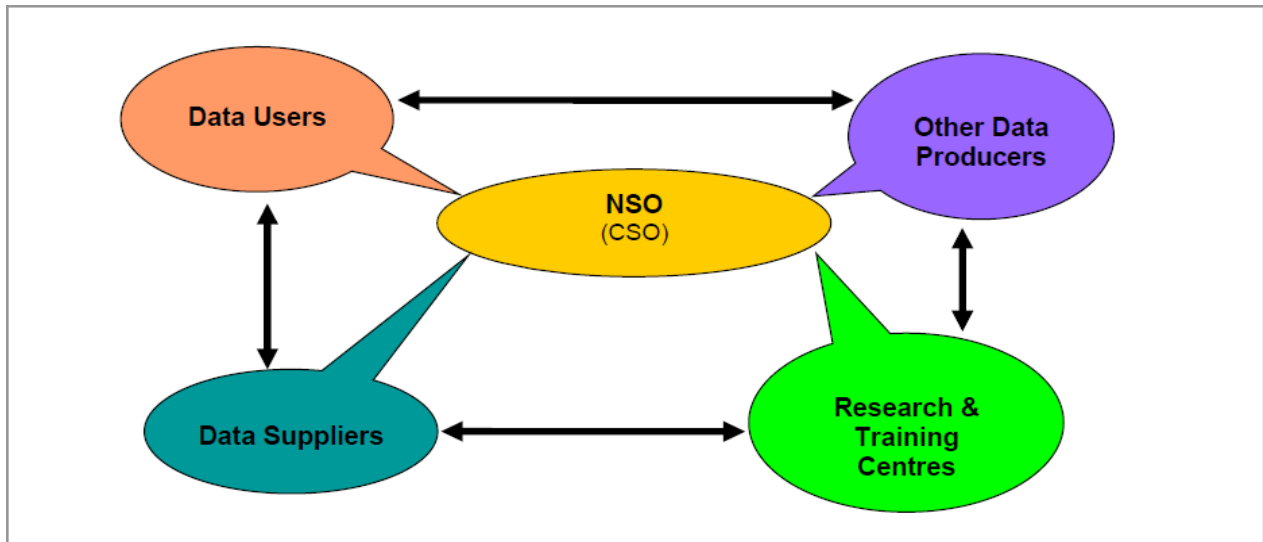 Data Users
Other Data
Producers
NSO
(CSO)
Data Suppliers
Research &
Training
Centres